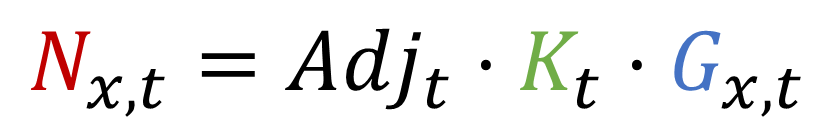 N_{x,t} = Adj_t · K_t · G_{x,t}